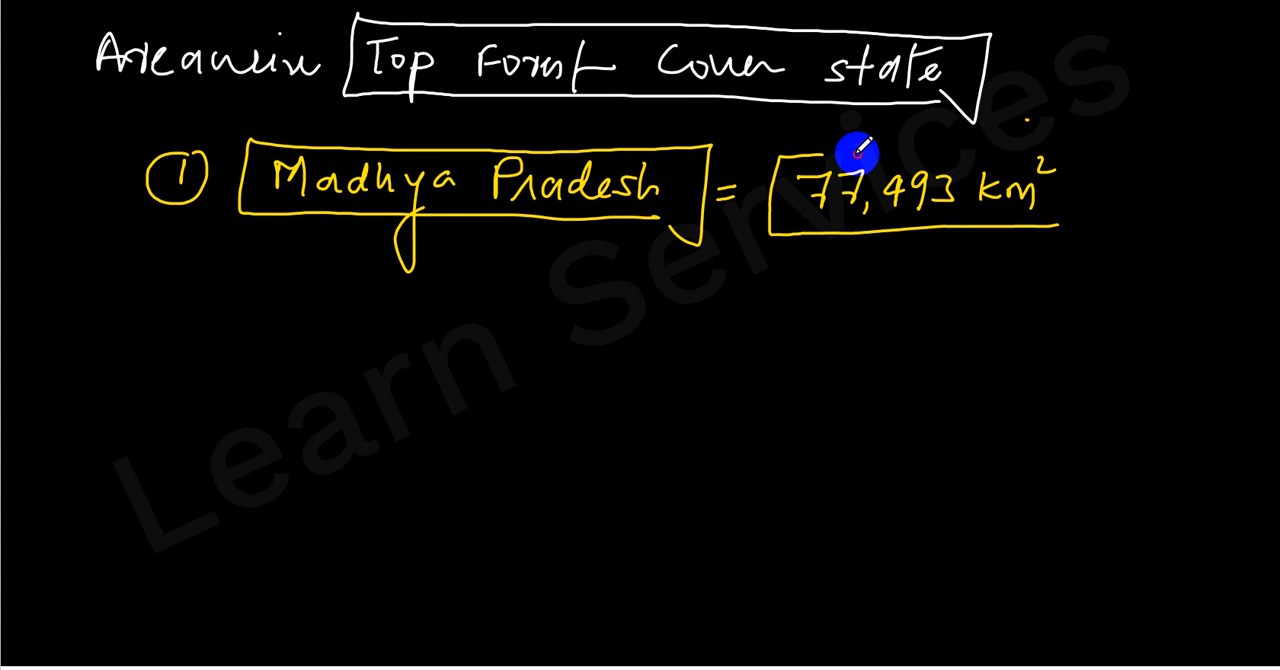 Areawise Top Forest Cover state
① Madhya Pradesh = 77,493 km²
Learn Services